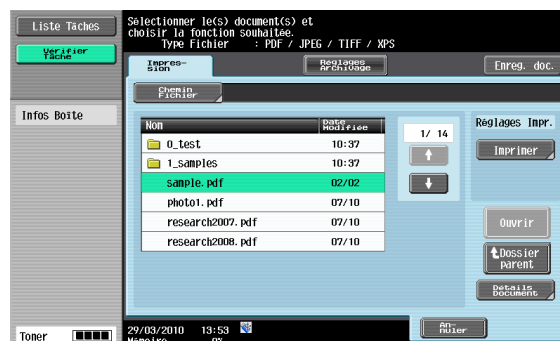 Liste Tâches
Vérifier
Tâche
Sélectionner le(s) document(s) et
choisir la fonction souhaitée.
Type Fichier : PDF / JPEG / TIFF / XPS
Impres-
sion
Réglages
Archivage
Enreg. doc.
Chemin
Fichier
Infos Boîte
Nom
Date
Modifiée
0_test 10:37
1_samples 10:37
sample.pdf 02/02
photo1.pdf 07/10
research2007.pdf 07/10
research2008.pdf 07/10
1/ 14
Réglages Impr.
Imprimer
Ouvrir
Dossier
parent
Détails
Document
An-
nuler
Toner
29/03/2010 13:53
Mémoire 0%